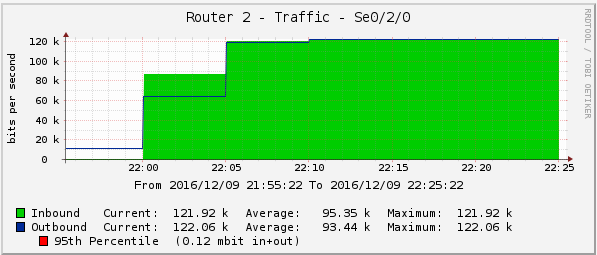 Router 2 - Traffic - Se0/2/0
RRDTOOL / TOBI OETIKER
bits per second
120 k
100 k
80 k
60 k
40 k
20 k
0
22:00 22:05 22:10 22:15 22:20 22:25
From 2016/12/09 21:55:22 To 2016/12/09 22:25:22
Inbound Current: 121.92 k Average: 95.35 k Maximum: 121.92 k
Outbound Current: 122.06 k Average: 93.44 k Maximum: 122.06 k
95th Percentile (0.12 mbit in+out)